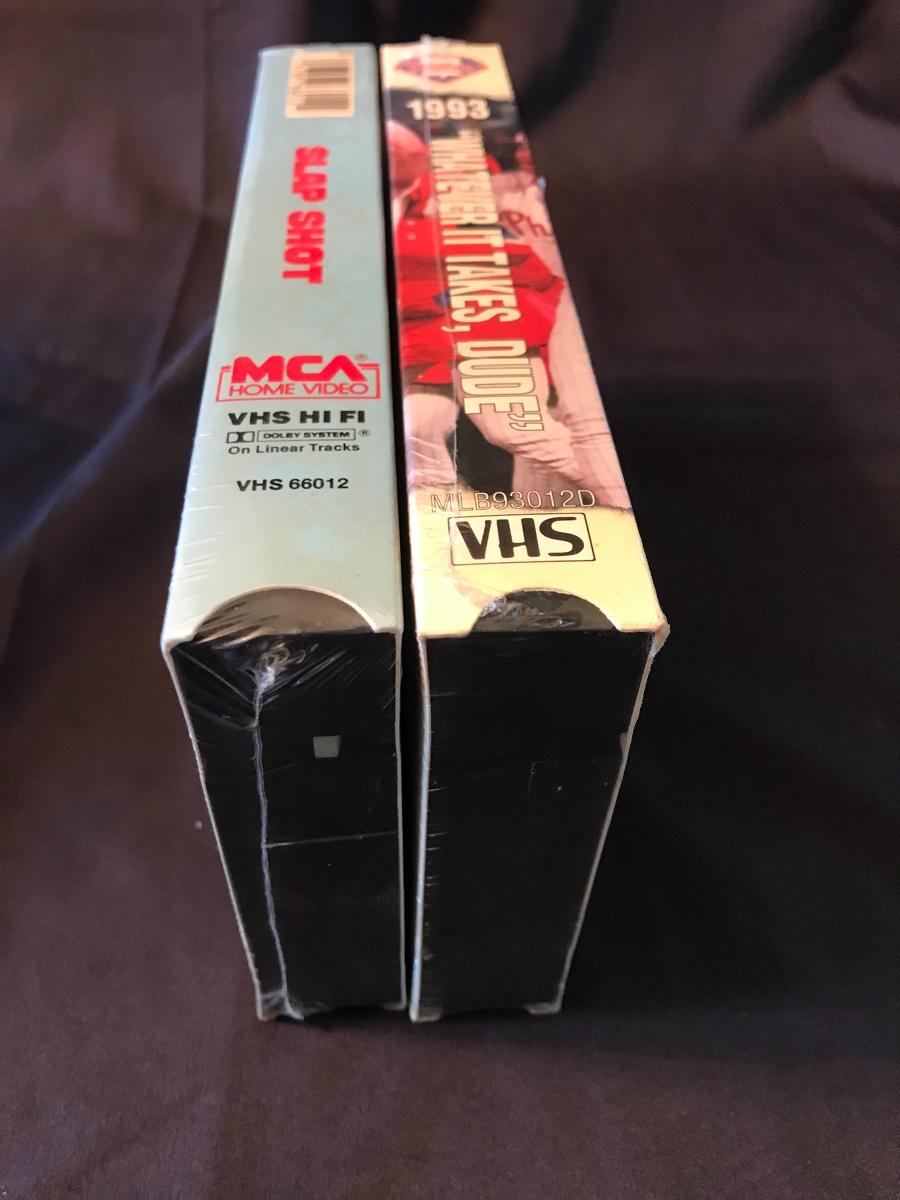 SLAP SHOT
MCA®
HOME VIDEO
VHS HI FI
DOLBY SYSTEM ®
On Linear Tracks
VHS 66012
1993
"WHATEVER IT TAKES, DUDE"
Ph
MLB93012D
VHS